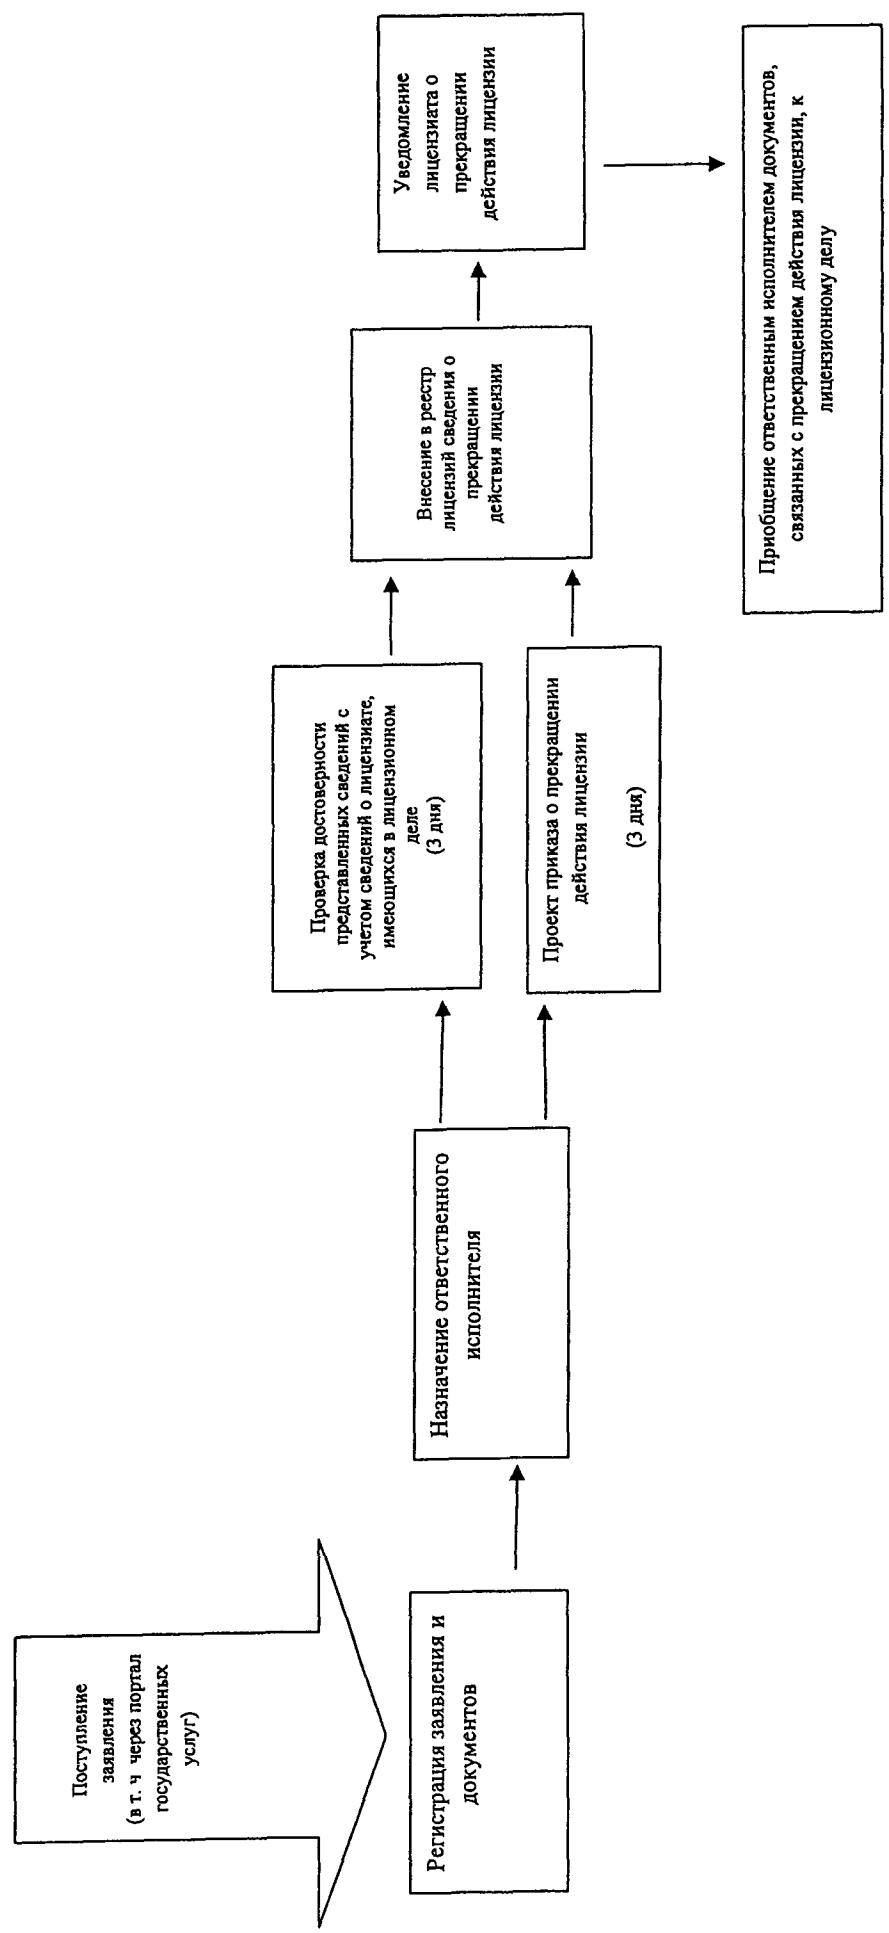 Поступление
заявления
(в т. ч через портал
государственных
услуг)
Регистрация заявления и
документов
Назначение ответственного
исполнителя
Проверка достоверности
представленных сведений с
учетом сведений о лицензиате,
имеющихся в лицензионном
деле
(3 дня)
Проект приказа о прекращении
действия лицензии
(3 дня)
Внесение в реестр
лицензий сведения о
прекращении
действия лицензии
Уведомление
лицензиата о
прекращении
действия лицензии
Приобщение ответственным исполнителем документов,
связанных с прекращением действия лицензии, к
лицензионному делу